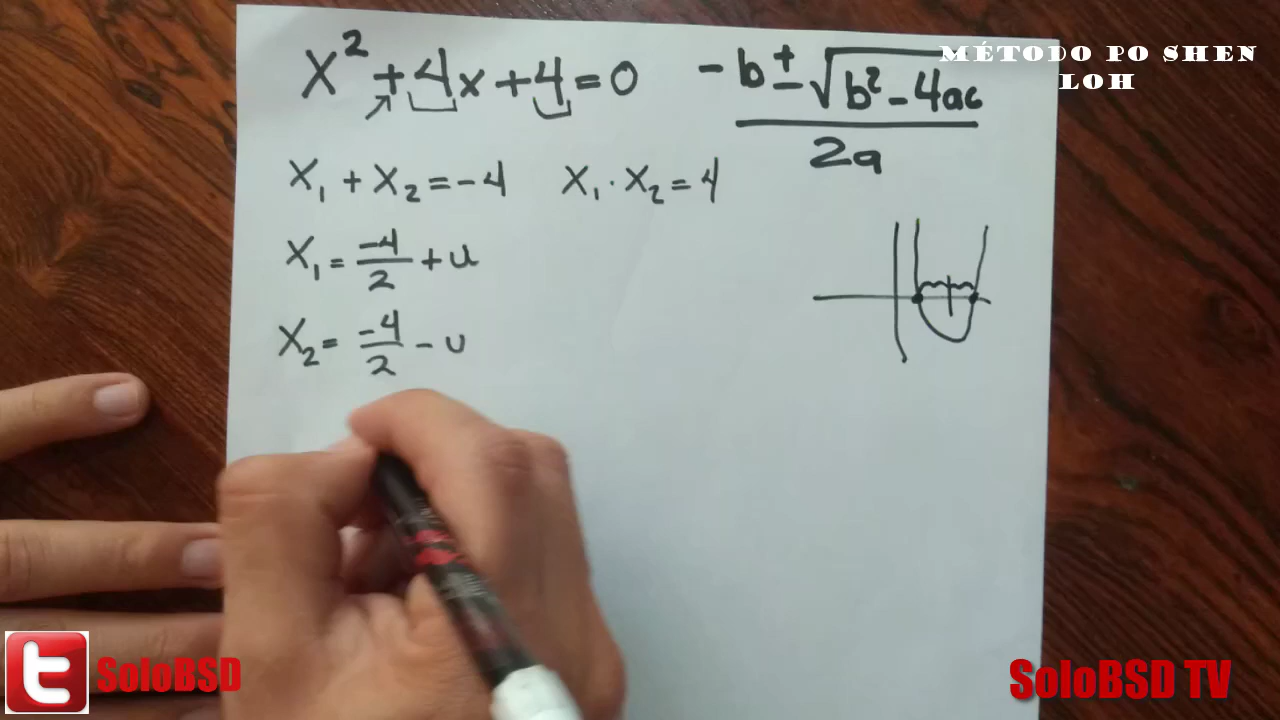 x² + 4x + 4 = 0
-b ± √(b² - 4ac)
2a
MÉTODO PO SHEN
LOH
x₁ + x₂ = -4 x₁ · x₂ = 4
x₁ = -4/2 + u
x₂ = -4/2 - u
SoloBSD
SoloBSD TV